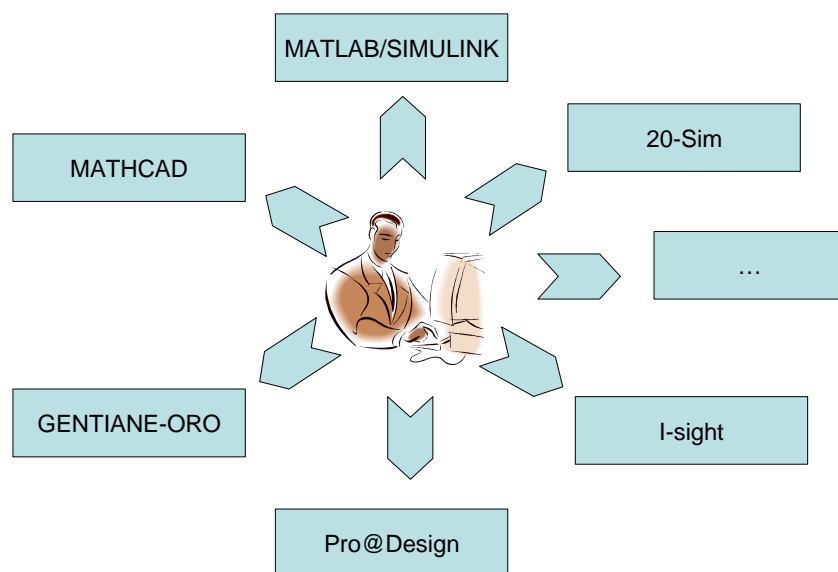 MATLAB/SIMULINK
20-Sim
MATHCAD
…
GENTIANE-ORO
I-sight
Pro@Design